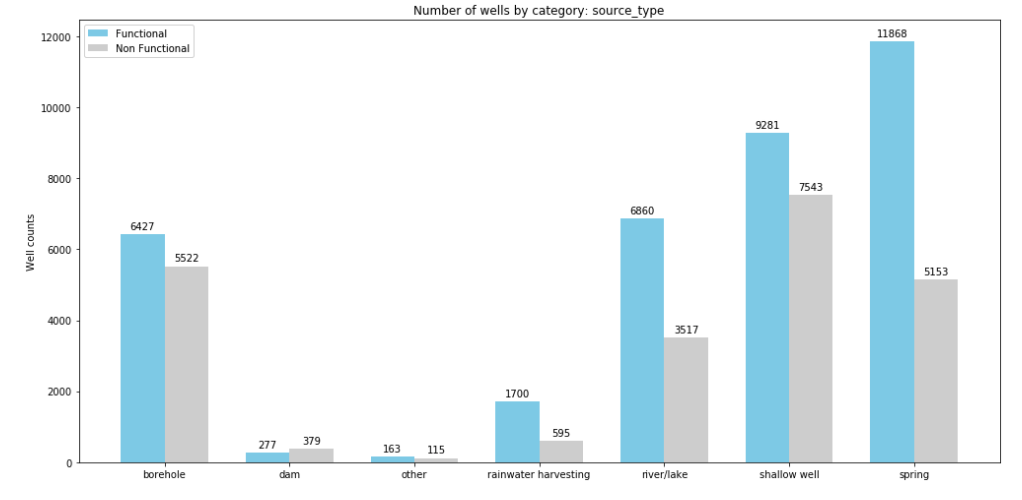 Number of wells by category: source_type
Functional
Non Functional
Well counts
12000
10000
8000
6000
4000
2000
0
6427
5522
277
379
163
115
1700
595
6860
3517
9281
7543
11868
5153
borehole
dam
other
rainwater harvesting
river/lake
shallow well
spring